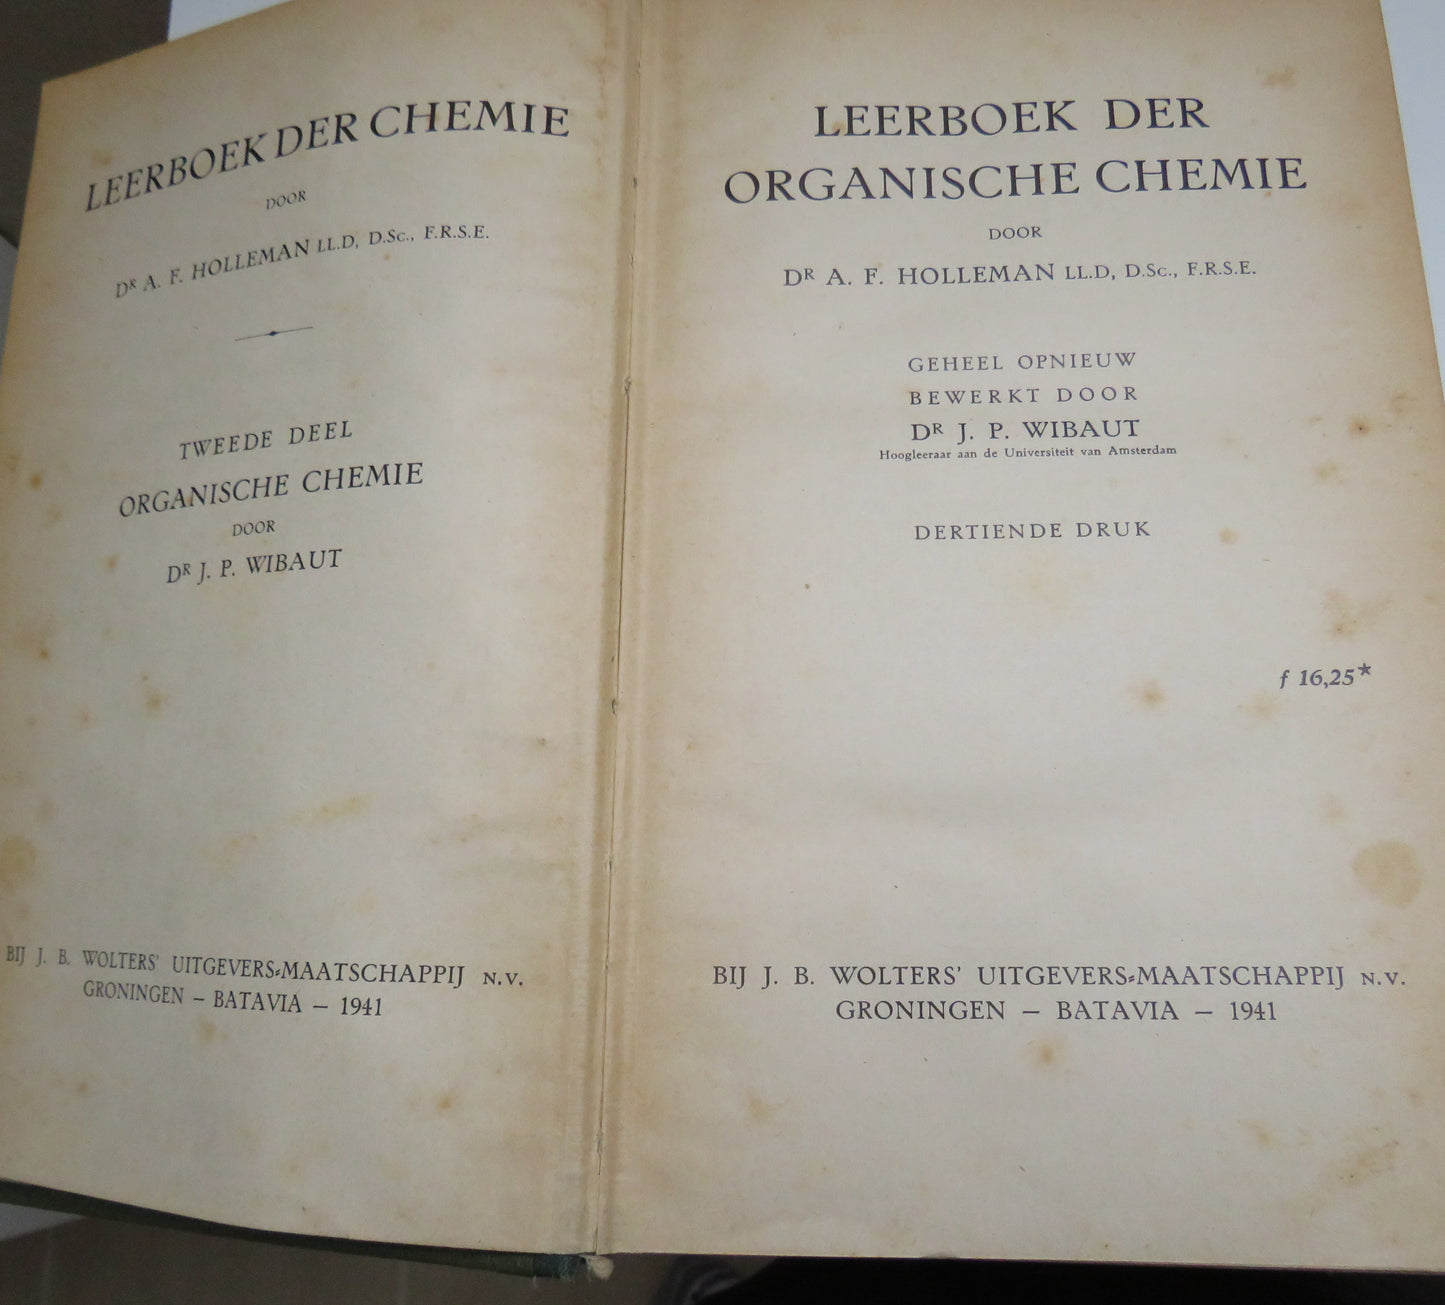 LEERBOEK DER CHEMIE
DOOR
DR A. F. HOLLEMAN LL.D, D.Sc., F.R.S.E.
TWEEDE DEEL
ORGANISCHE CHEMIE
DOOR
DR J. P. WIBAUT
BIJ J. B. WOLTERS' UITGEVERS-MAATSCHAPPIJ N.V.
GRONINGEN – BATAVIA – 1941
LEERBOEK DER
ORGANISCHE CHEMIE
DOOR
DR A. F. HOLLEMAN LL.D, D.Sc., F.R.S.E.
GEHEEL OPNIEUW
BEWERKT DOOR
DR J. P. WIBAUT
Hoogleeraar aan de Universiteit van Amsterdam
DERTIENDE DRUK
f 16,25*
BIJ J. B. WOLTERS' UITGEVERS-MAATSCHAPPIJ N.V.
GRONINGEN – BATAVIA – 1941